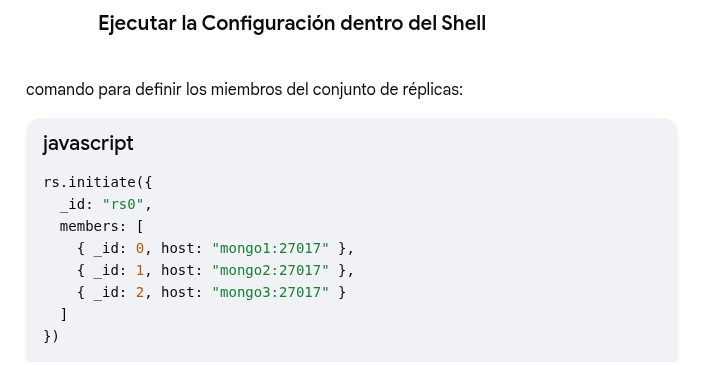 Ejecutar la Configuración dentro del Shell
comando para definir los miembros del conjunto de réplicas:
javascript
rs.initiate({
  _id: "rs0",
  members: [
    { _id: 0, host: "mongo1:27017" },
    { _id: 1, host: "mongo2:27017" },
    { _id: 2, host: "mongo3:27017" }
  ]
})